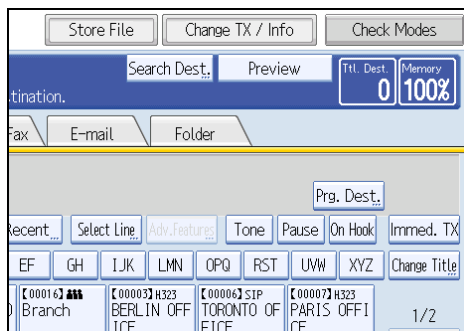 Store File Change TX / Info Check Modes
Search Dest. Preview Ttl. Dest. Memory
tination. 0 100%
Fax E-mail Folder
Prg. Dest.
Recent Select Line Adv.Features Tone Pause On Hook Immed. TX
EF GH IJK LMN OPQ RST UVW XYZ Change Title
【00016】 【00003】H323 【00006】SIP 【00007】H323
Branch BERLIN OFF TORONTO OF PARIS OFFI 1/2
ICE FICE CE